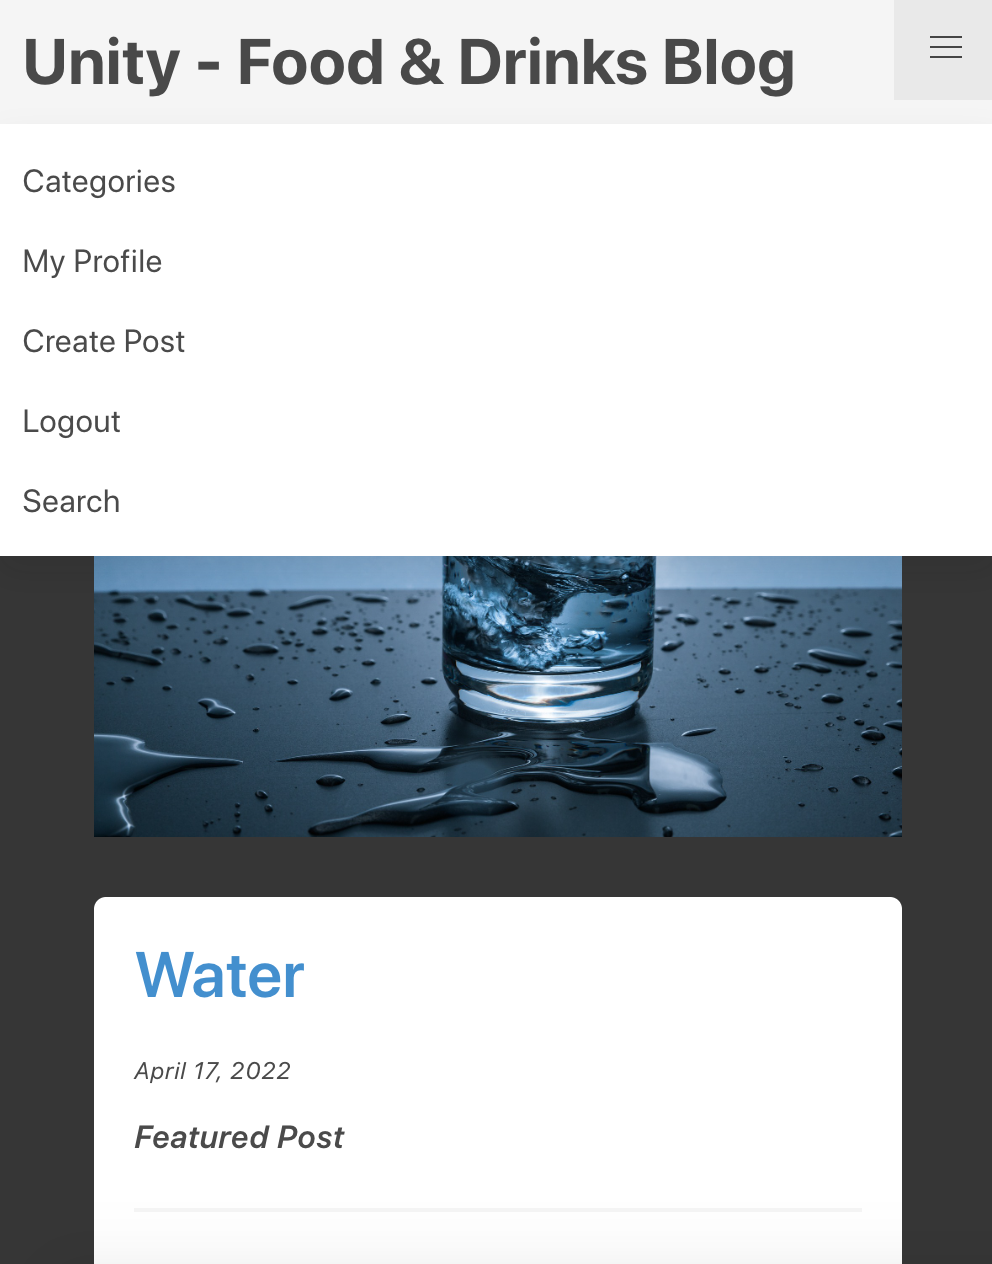 Unity - Food & Drinks Blog
Categories
My Profile
Create Post
Logout
Search
Water
April 17, 2022
Featured Post